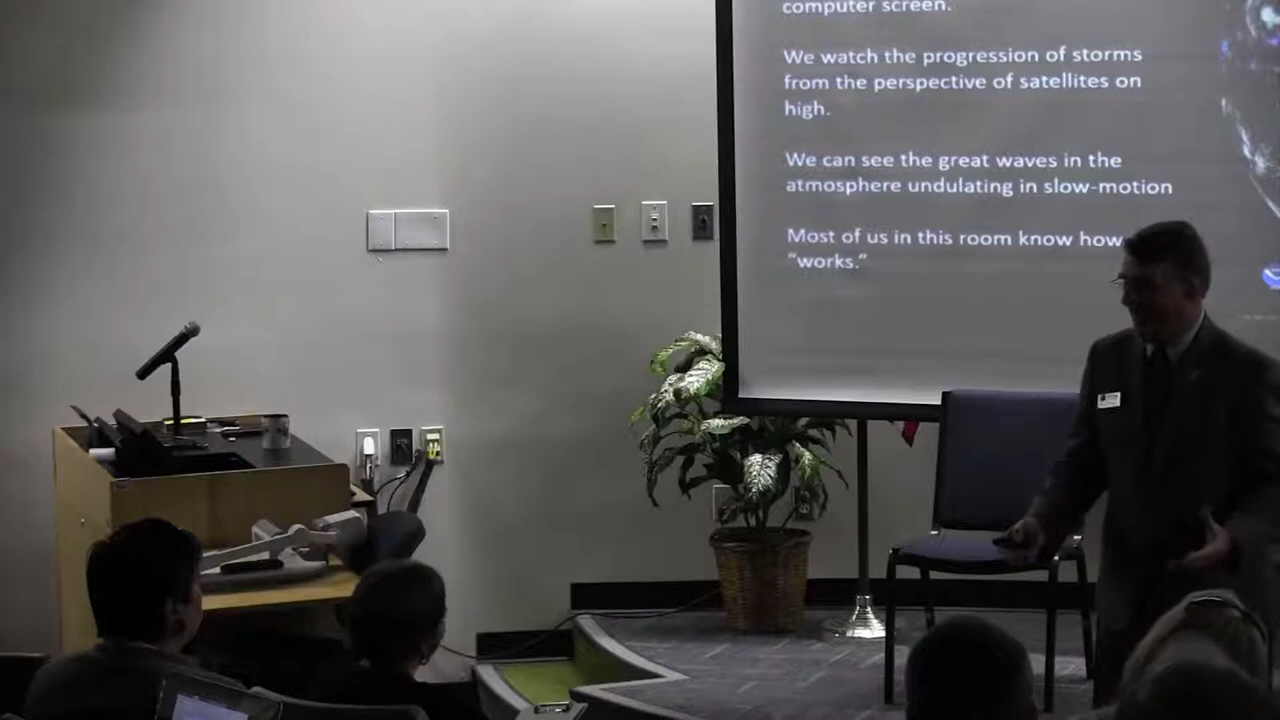 computer screen.
We watch the progression of storms
from the perspective of satellites on
high.
We can see the great waves in the
atmosphere undulating in slow-motion
Most of us in this room know how
“works.”